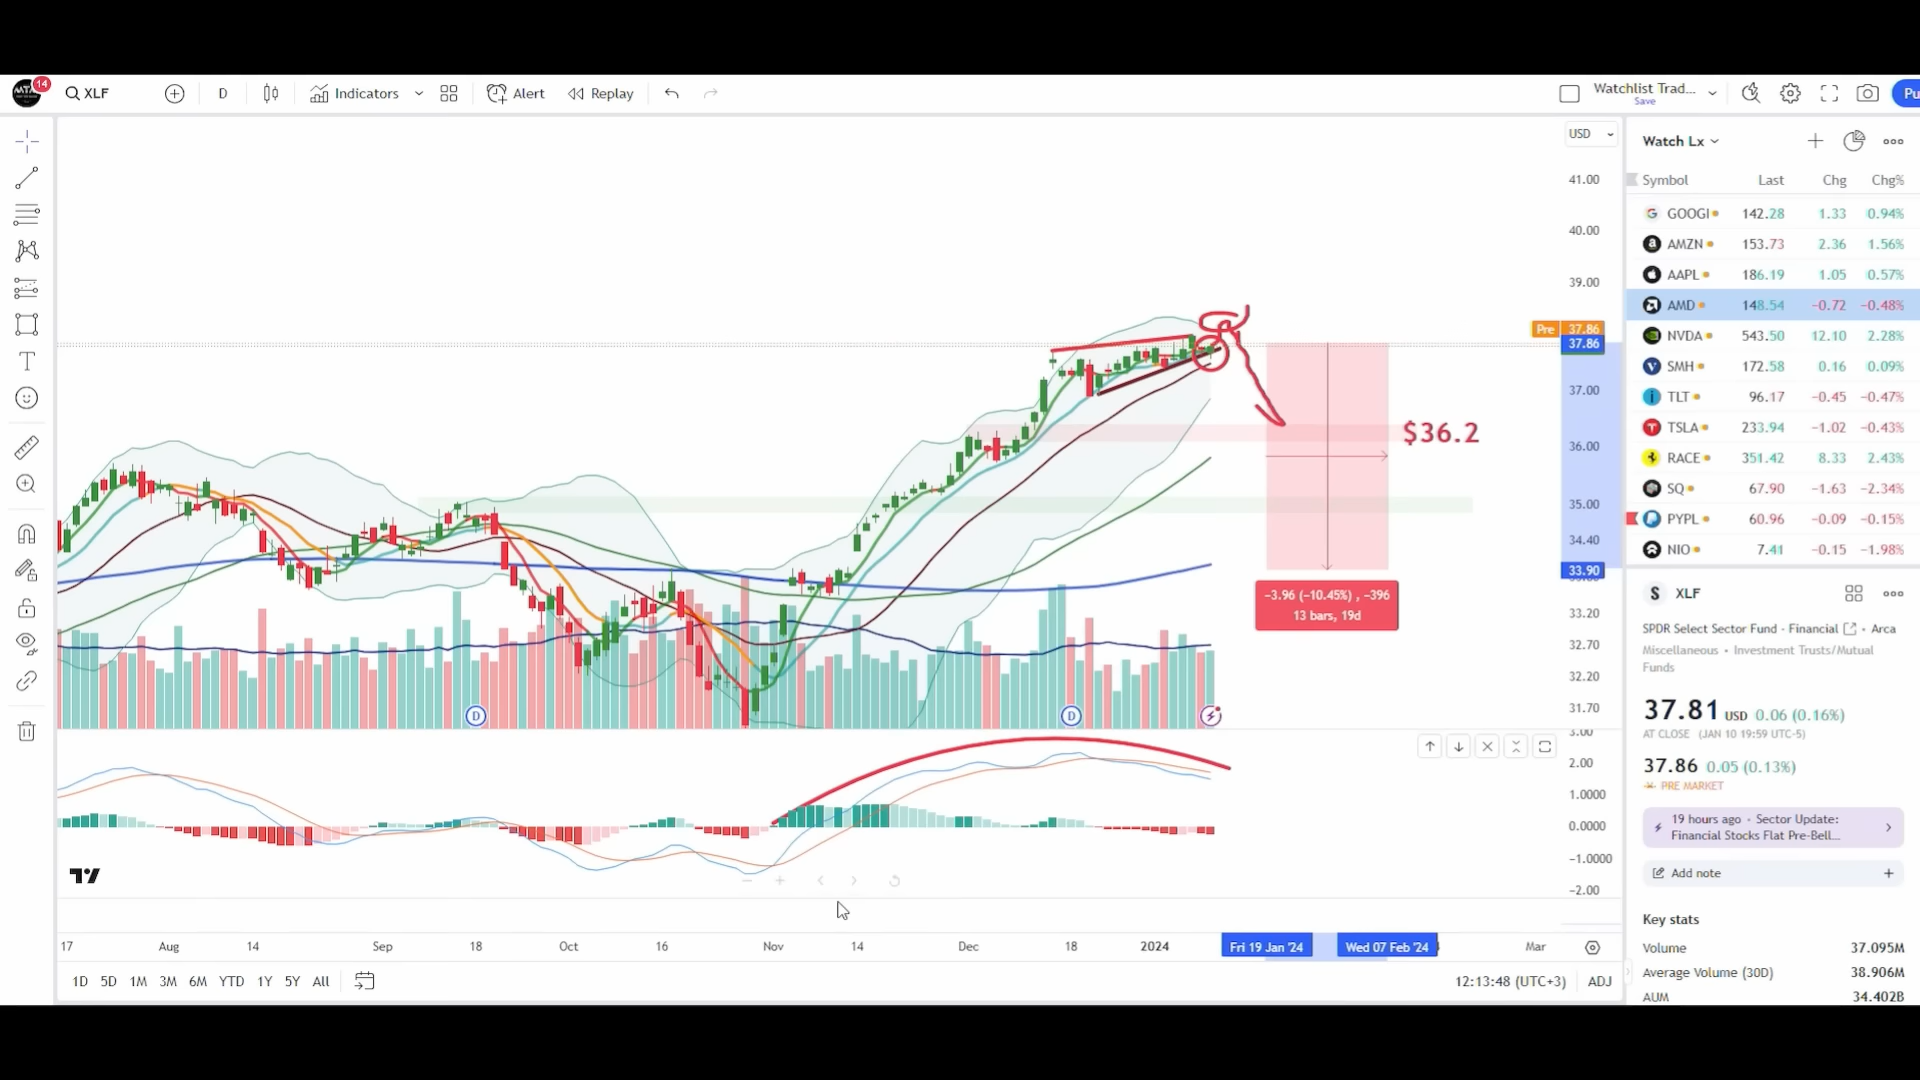 14
XLF
D
Indicators
Alert
Replay
Watchlist Trad...
Save
Pu
USD
41.00
40.00
39.00
Pre 37.86
37.86
37.00
36.00
35.00
34.40
33.90
33.20
32.70
32.20
31.70
$36.2
−3.96 (−10.45%) , −396
13 bars, 19d
D
D
3.00
2.00
1.0000
0.0000
−1.0000
−2.00
17 Aug 14 Sep 18 Oct 16 Nov 14 Dec 18 2024 Fri 19 Jan '24 Wed 07 Feb '24 Mar
1D 5D 1M 3M 6M YTD 1Y 5Y All
12:13:48 (UTC+3) ADJ
Watch Lx
Symbol Last Chg Chg%
GOOGl 142.28 1.33 0.94%
AMZN 153.73 2.36 1.56%
AAPL 186.19 1.05 0.57%
AMD 148.54 −0.72 −0.48%
NVDA 543.50 12.10 2.28%
SMH 172.58 0.16 0.09%
TLT 96.17 −0.45 −0.47%
TSLA 233.94 −1.02 −0.43%
RACE 351.42 8.33 2.43%
SQ 67.90 −1.63 −2.34%
PYPL 60.96 −0.09 −0.15%
NIO 7.41 −0.15 −1.98%
S XLF
SPDR Select Sector Fund - Financial • Arca
Miscellaneous • Investment Trusts/Mutual
Funds
37.81 USD 0.06 (0.16%)
AT CLOSE (JAN 10 19:59 UTC-5)
37.86 0.05 (0.13%)
PRE MARKET
19 hours ago • Sector Update:
Financial Stocks Flat Pre-Bell...
Add note
Key stats
Volume 37.095M
Average Volume (30D) 38.906M
AUM 34.402B